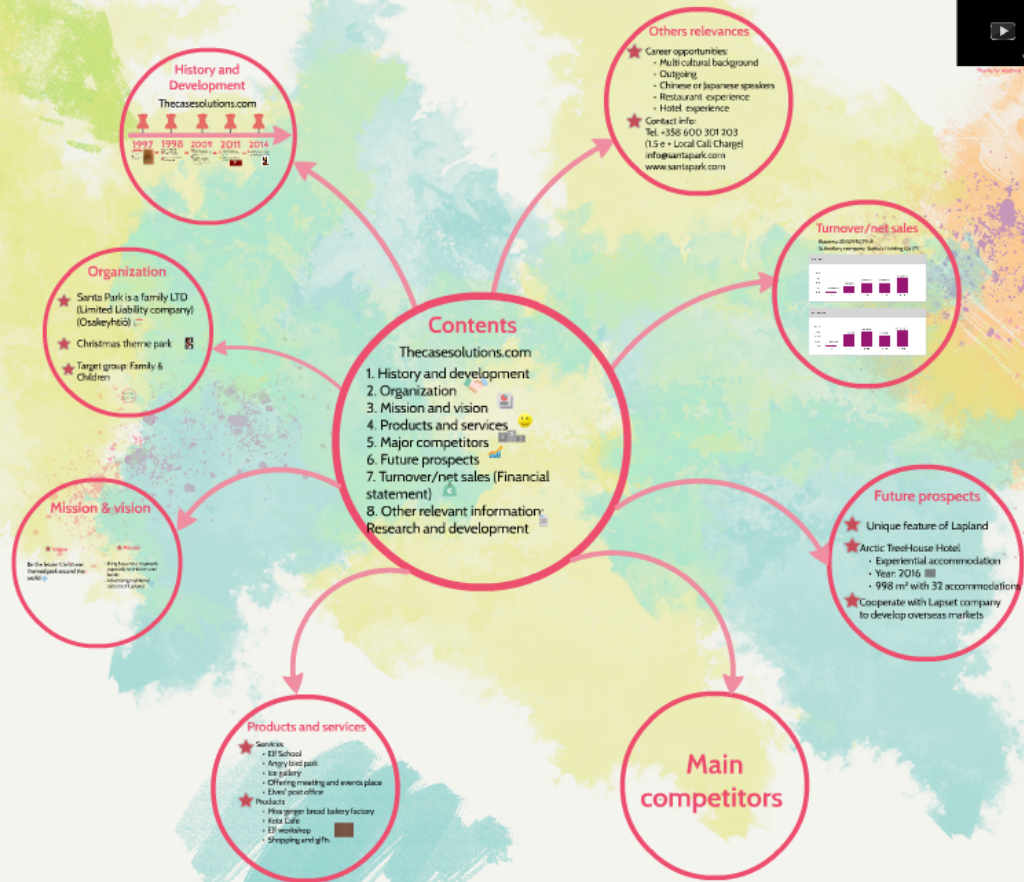 History and
Development
Thecasesolutions.com
1997 1998 2009 2011 2014
Others relevances
Career opportunities:
• Multi cultural background
• Outgoing
• Chinese or Japanese speakers
• Restaurant experience
• Hotel experience
Contact info:
Tel. +358 600 301 203
(1.5 e + Local Call Charge)
info@santapark.com
www.santapark.com
Turnover/net sales
Organization
Santa Park is a family LTD
(Limited Liability company)
(Osakeyhtiö)
Christmas theme park
Target group: Family &
Children
Contents
Thecasesolutions.com
1. History and development
2. Organization
3. Mission and vision
4. Products and services
5. Major competitors
6. Future prospects
7. Turnover/net sales (Financial
statement)
8. Other relevant information:
Research and development
Mission & vision
Vision
Mission
Future prospects
Unique feature of Lapland
Arctic TreeHouse Hotel
• Experiential accommodation
• Year: 2016
• 998 m² with 32 accommodations
Cooperate with Lapset company
to develop overseas markets
Products and services
Services
• Elf School
• Angry bird park
• Ice gallery
• Offering meeting and events place
• Elves' post office
Products
• Miss ginger bread bakery factory
• Kota Cafe
• Elf workshop
• Shopping and gifts
Main
competitors